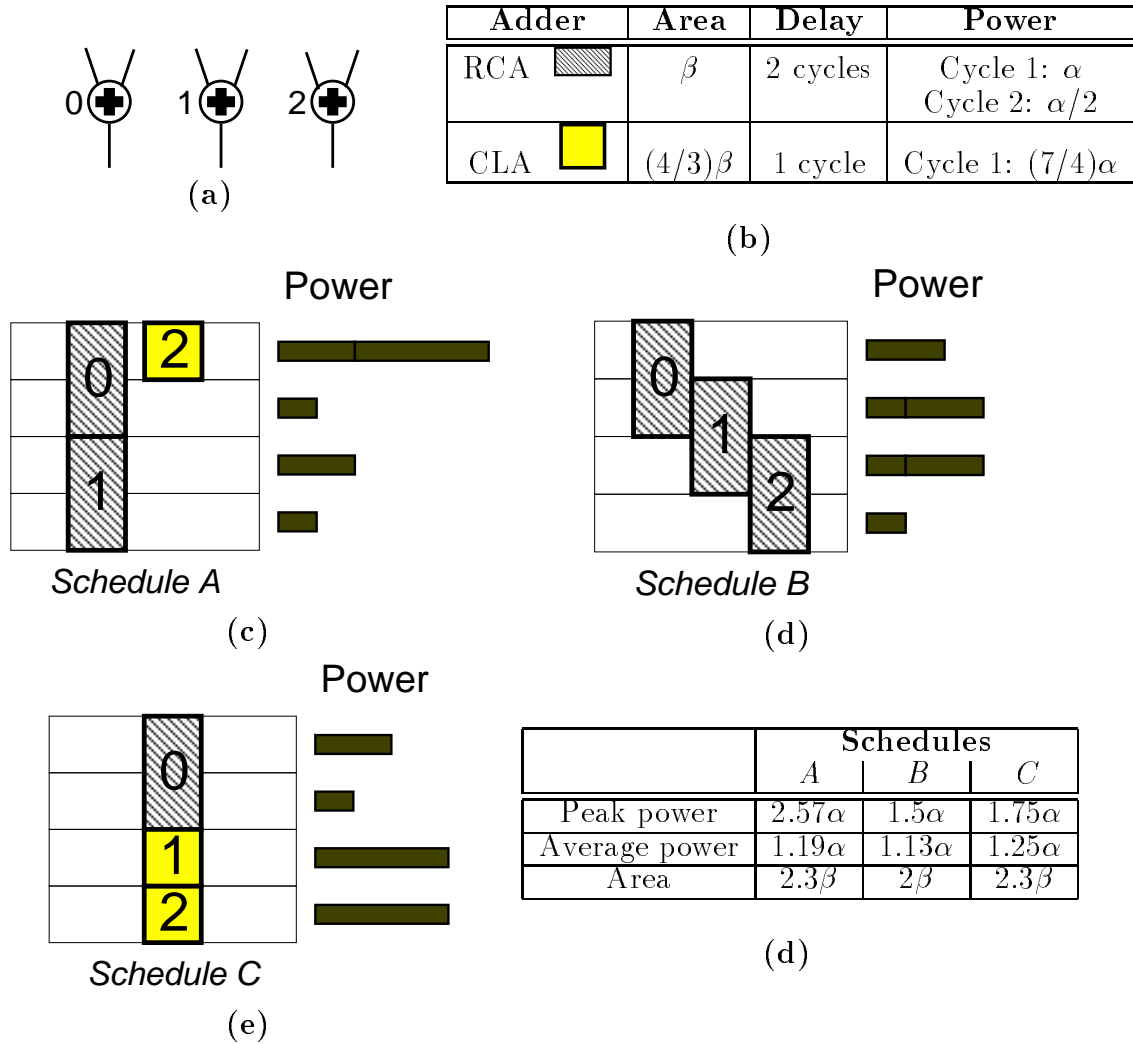 0 1 2
(a)
Adder Area Delay Power
RCA β 2 cycles Cycle 1: α
Cycle 2: α/2
CLA (4/3)β 1 cycle Cycle 1: (7/4)α
(b)
Power
0
2
1
Schedule A
(c)
Power
0
1
2
Schedule B
(d)
Power
0
1
2
Schedule C
(e)
Schedules
A B C
Peak power 2.57α 1.5α 1.75α
Average power 1.19α 1.13α 1.25α
Area 2.3β 2β 2.3β
(d)